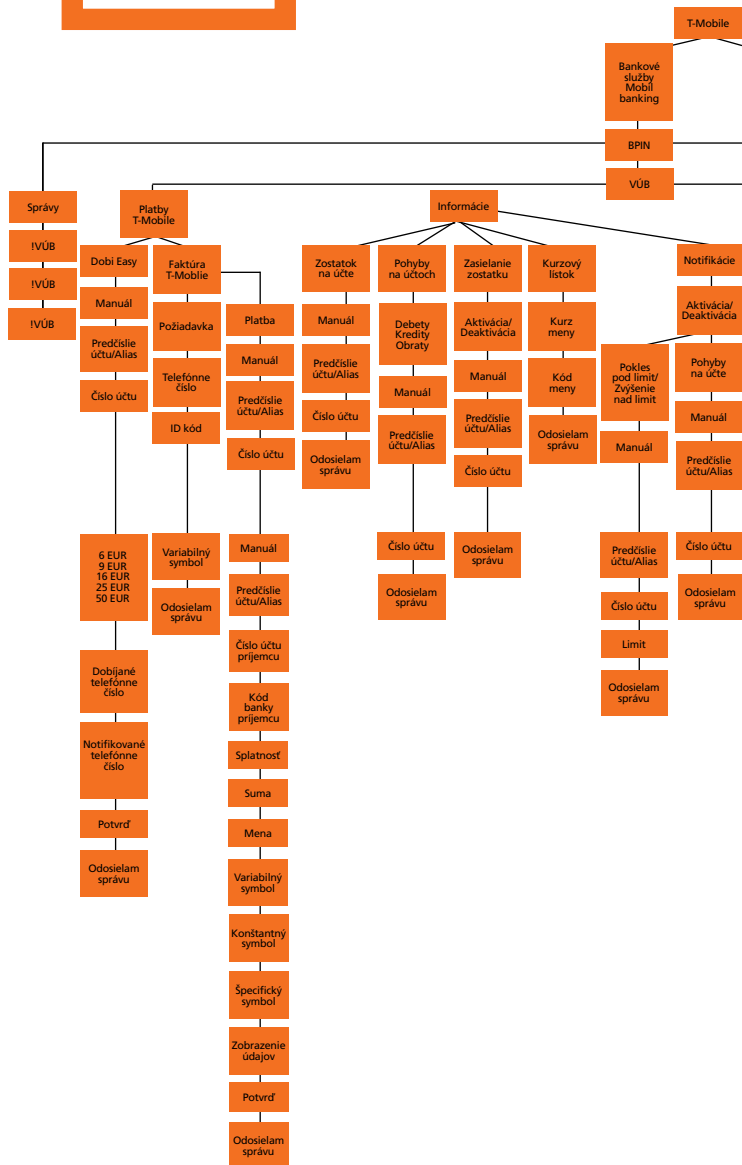 T-Mobile
Bankové
služby
Mobil
banking
BPIN
VÚB
Správy
!VÚB
!VÚB
!VÚB
Platby
T-Mobile
Dobi Easy
Manuál
Predčíslie
účtu/Alias
Číslo účtu
6 EUR
9 EUR
16 EUR
25 EUR
50 EUR
Dobíjané
telefónne
číslo
Notifikované
telefónne
číslo
Potvrď
Odosielam
správu
Faktúra
T-Moblie
Požiadavka
Telefónne
číslo
ID kód
Variabilný
symbol
Odosielam
správu
Platba
Manuál
Predčíslie
účtu/Alias
Číslo účtu
Manuál
Predčíslie
účtu/Alias
Číslo účtu
príjemcu
Kód
banky
príjemcu
Splatnosť
Suma
Mena
Variabilný
symbol
Konštantný
symbol
Špecifický
symbol
Zobrazenie
údajov
Potvrď
Odosielam
správu
Informácie
Zostatok
na účte
Manuál
Predčíslie
účtu/Alias
Číslo účtu
Odosielam
správu
Pohyby
na účtoch
Debety
Kredity
Obraty
Manuál
Predčíslie
účtu/Alias
Číslo účtu
Odosielam
správu
Zasielanie
zostatku
Aktivácia/
Deaktivácia
Manuál
Predčíslie
účtu/Alias
Číslo účtu
Odosielam
správu
Kurzový
lístok
Kurz
meny
Kód
meny
Odosielam
správu
Notifikácie
Aktivácia/
Deaktivácia
Pokles
pod limit/
Zvýšenie
nad limit
Manuál
Predčíslie
účtu/Alias
Číslo účtu
Limit
Odosielam
správu
Pohyby
na účte
Manuál
Predčíslie
účtu/Alias
Číslo účtu
Odosielam
správu